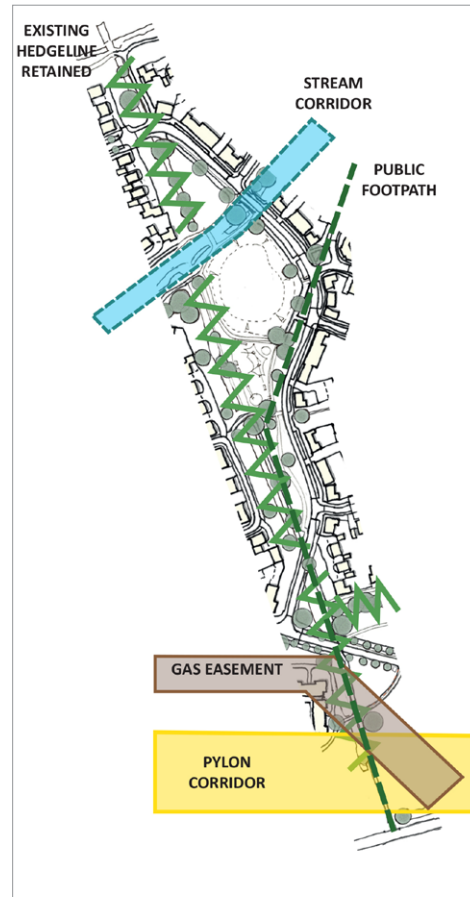 EXISTING
HEDGELINE
RETAINED
STREAM
CORRIDOR
PUBLIC
FOOTPATH
GAS EASEMENT
PYLON
CORRIDOR